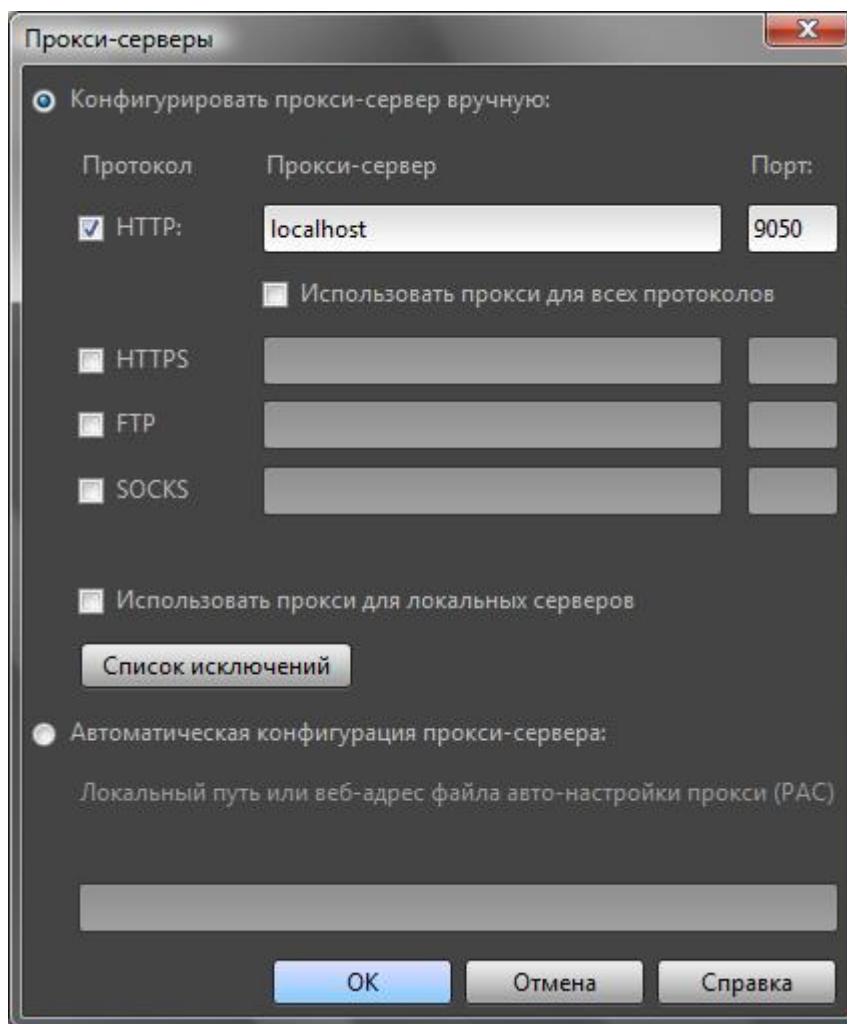 Прокси-серверы
Конфигурировать прокси-сервер вручную:
Протокол Прокси-сервер Порт:
HTTP: localhost 9050
Использовать прокси для всех протоколов
HTTPS
FTP
SOCKS
Использовать прокси для локальных серверов
Список исключений
Автоматическая конфигурация прокси-сервера:
Локальный путь или веб-адрес файла авто-настройки прокси (PAC)
OK Отмена Справка